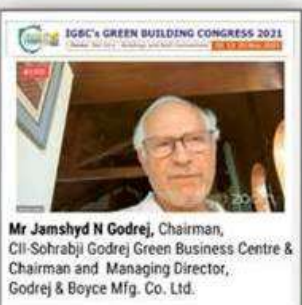 IGBC's GREEN BUILDING CONGRESS 2021
zoom
Mr Jamshyd N Godrej, Chairman,
CII-Sohrabji Godrej Green Business Centre &
Chairman and Managing Director,
Godrej & Boyce Mfg. Co. Ltd.